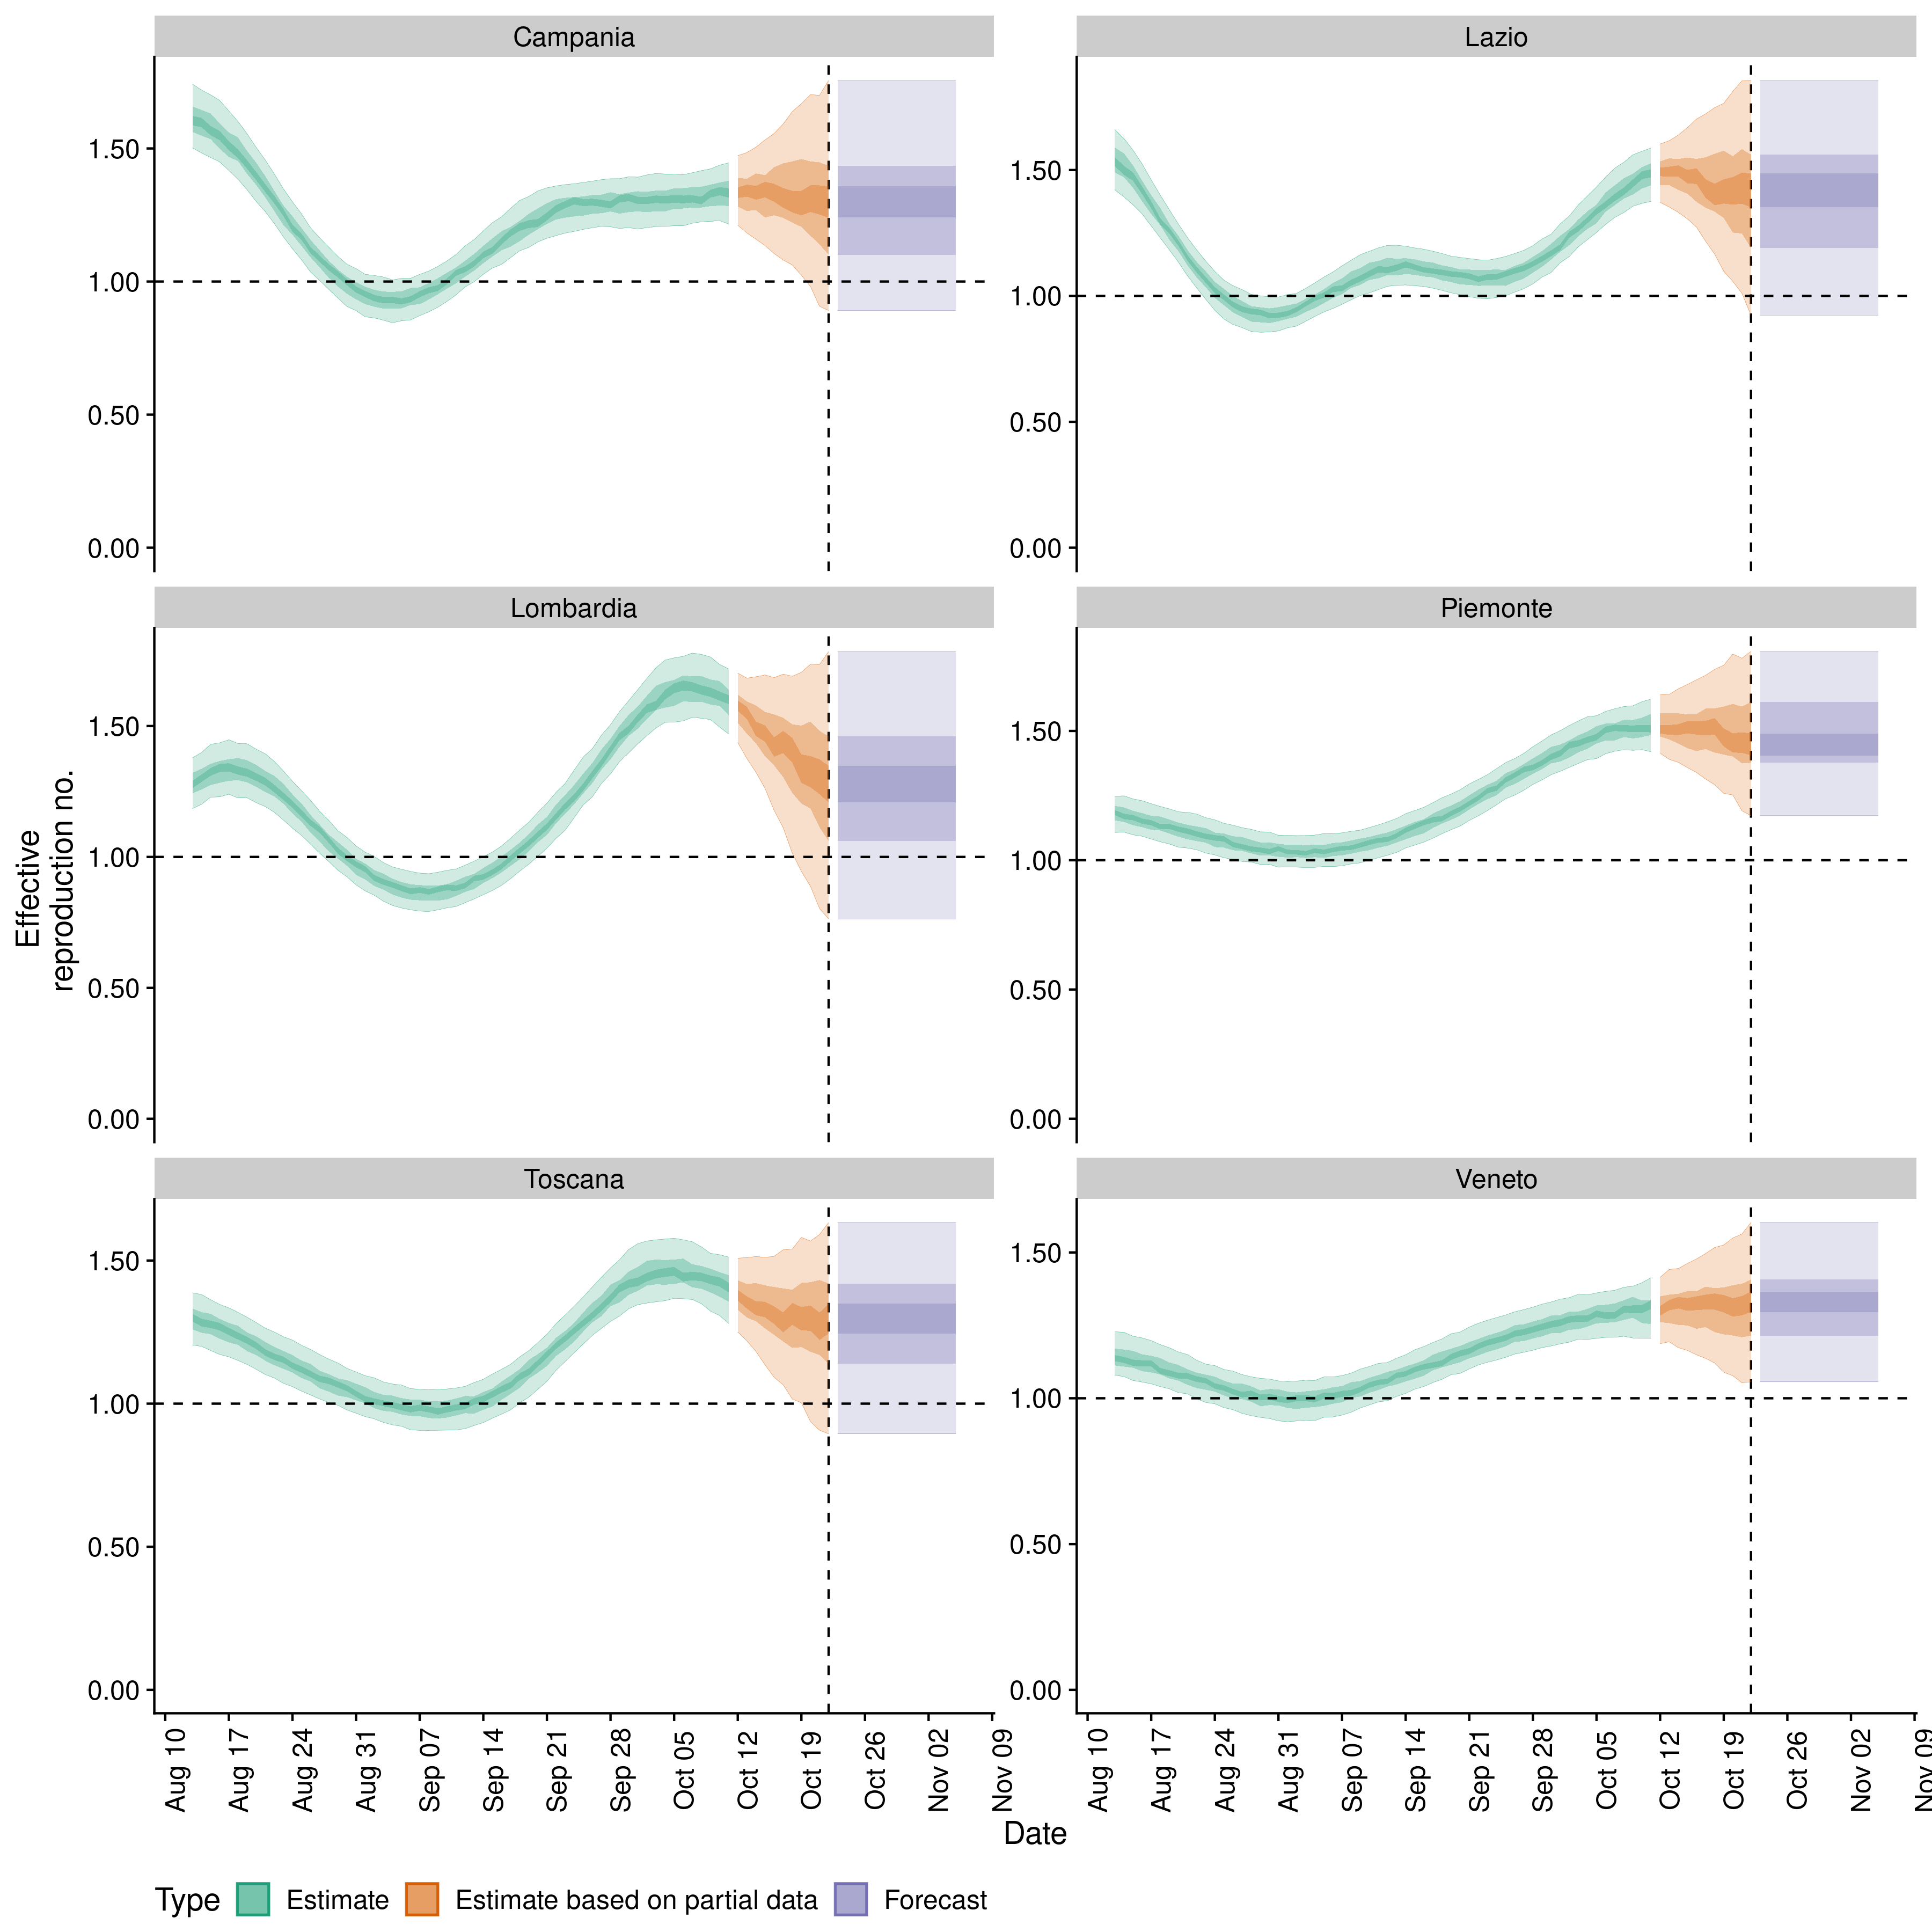 Campania
Lazio
1.50
1.00
0.50
0.00
1.50
1.00
0.50
0.00
Lombardia
Piemonte
1.50
1.00
0.50
0.00
1.50
1.00
0.50
0.00
Effective
reproduction no.
Toscana
Veneto
1.50
1.00
0.50
0.00
1.50
1.00
0.50
0.00
Aug 10
Aug 17
Aug 24
Aug 31
Sep 07
Sep 14
Sep 21
Sep 28
Oct 05
Oct 12
Oct 19
Oct 26
Nov 02
Nov 09
Aug 10
Aug 17
Aug 24
Aug 31
Sep 07
Sep 14
Sep 21
Sep 28
Oct 05
Oct 12
Oct 19
Oct 26
Nov 02
Nov 09
Date
Type Estimate Estimate based on partial data Forecast